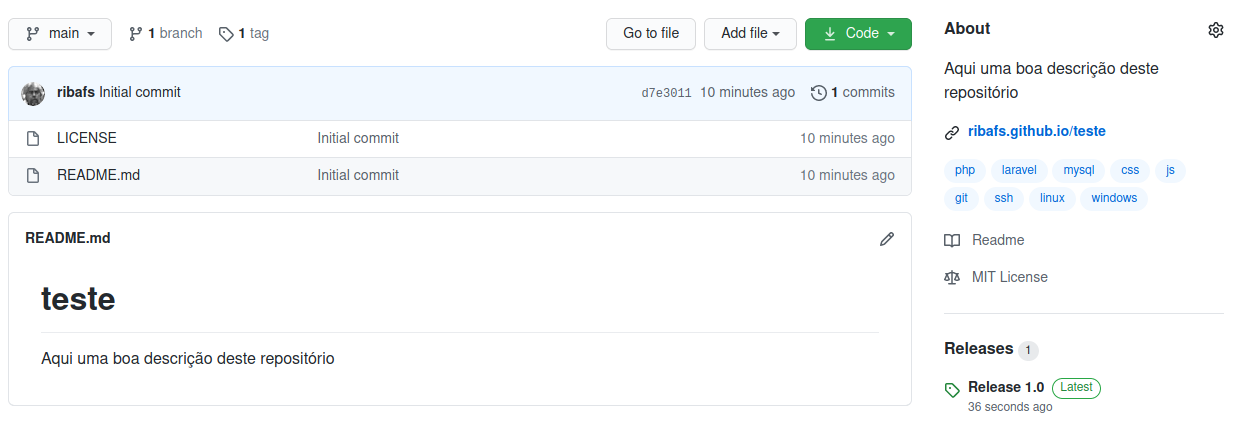 main 1 branch 1 tag Go to file Add file Code
ribafs Initial commit d7e3011 10 minutes ago 1 commits
LICENSE Initial commit 10 minutes ago
README.md Initial commit 10 minutes ago
README.md
teste
Aqui uma boa descrição deste repositório
About
Aqui uma boa descrição deste
repositório
ribafs.github.io/teste
php laravel mysql css js
git ssh linux windows
Readme
MIT License
Releases 1
Release 1.0 Latest
36 seconds ago